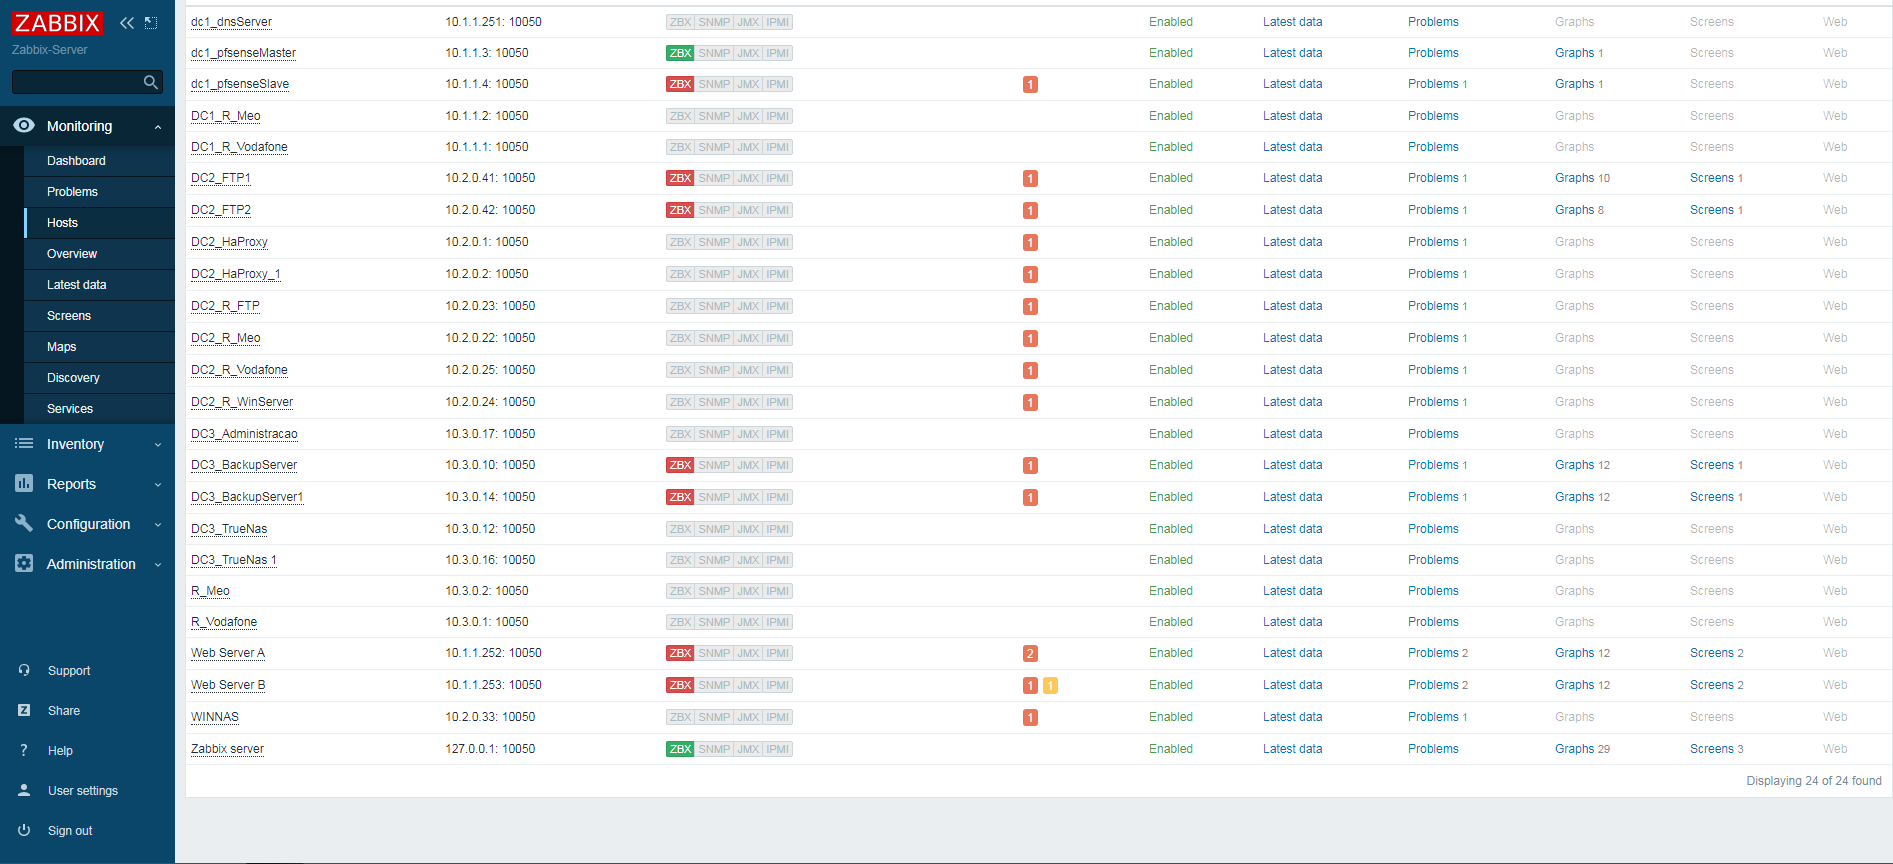 ZABBIX
Zabbix-Server
Monitoring
Dashboard
Problems
Hosts
Overview
Latest data
Screens
Maps
Discovery
Services
Inventory
Reports
Configuration
Administration
Support
Share
Help
User settings
Sign out
dc1_dnsServer 10.1.1.251: 10050 ZBX SNMP JMX IPMI Enabled Latest data Problems Graphs Screens Web
dc1_pfsenseMaster 10.1.1.3: 10050 ZBX SNMP JMX IPMI Enabled Latest data Problems Graphs 1 Screens Web
dc1_pfsenseSlave 10.1.1.4: 10050 ZBX SNMP JMX IPMI 1 Enabled Latest data Problems 1 Graphs 1 Screens Web
DC1_R_Meo 10.1.1.2: 10050 ZBX SNMP JMX IPMI Enabled Latest data Problems Graphs Screens Web
DC1_R_Vodafone 10.1.1.1: 10050 ZBX SNMP JMX IPMI Enabled Latest data Problems Graphs Screens Web
DC2_FTP1 10.2.0.41: 10050 ZBX SNMP JMX IPMI 1 Enabled Latest data Problems 1 Graphs 10 Screens 1 Web
DC2_FTP2 10.2.0.42: 10050 ZBX SNMP JMX IPMI 1 Enabled Latest data Problems 1 Graphs 8 Screens 1 Web
DC2_HaProxy 10.2.0.1: 10050 ZBX SNMP JMX IPMI 1 Enabled Latest data Problems 1 Graphs Screens Web
DC2_HaProxy_1 10.2.0.2: 10050 ZBX SNMP JMX IPMI 1 Enabled Latest data Problems 1 Graphs Screens Web
DC2_R_FTP 10.2.0.23: 10050 ZBX SNMP JMX IPMI 1 Enabled Latest data Problems 1 Graphs Screens Web
DC2_R_Meo 10.2.0.22: 10050 ZBX SNMP JMX IPMI 1 Enabled Latest data Problems 1 Graphs Screens Web
DC2_R_Vodafone 10.2.0.25: 10050 ZBX SNMP JMX IPMI 1 Enabled Latest data Problems 1 Graphs Screens Web
DC2_R_WinServer 10.2.0.24: 10050 ZBX SNMP JMX IPMI 1 Enabled Latest data Problems 1 Graphs Screens Web
DC3_Administracao 10.3.0.17: 10050 ZBX SNMP JMX IPMI Enabled Latest data Problems Graphs Screens Web
DC3_BackupServer 10.3.0.10: 10050 ZBX SNMP JMX IPMI 1 Enabled Latest data Problems 1 Graphs 12 Screens 1 Web
DC3_BackupServer1 10.3.0.14: 10050 ZBX SNMP JMX IPMI 1 Enabled Latest data Problems 1 Graphs 12 Screens 1 Web
DC3_TrueNas 10.3.0.12: 10050 ZBX SNMP JMX IPMI Enabled Latest data Problems Graphs Screens Web
DC3_TrueNas 1 10.3.0.16: 10050 ZBX SNMP JMX IPMI Enabled Latest data Problems Graphs Screens Web
R_Meo 10.3.0.2: 10050 ZBX SNMP JMX IPMI Enabled Latest data Problems Graphs Screens Web
R_Vodafone 10.3.0.1: 10050 ZBX SNMP JMX IPMI Enabled Latest data Problems Graphs Screens Web
Web Server A 10.1.1.252: 10050 ZBX SNMP JMX IPMI 2 Enabled Latest data Problems 2 Graphs 12 Screens 2 Web
Web Server B 10.1.1.253: 10050 ZBX SNMP JMX IPMI 1 1 Enabled Latest data Problems 2 Graphs 12 Screens 2 Web
WINNAS 10.2.0.33: 10050 ZBX SNMP JMX IPMI 1 Enabled Latest data Problems 1 Graphs Screens Web
Zabbix server 127.0.0.1: 10050 ZBX SNMP JMX IPMI Enabled Latest data Problems Graphs 29 Screens 3 Web
Displaying 24 of 24 found